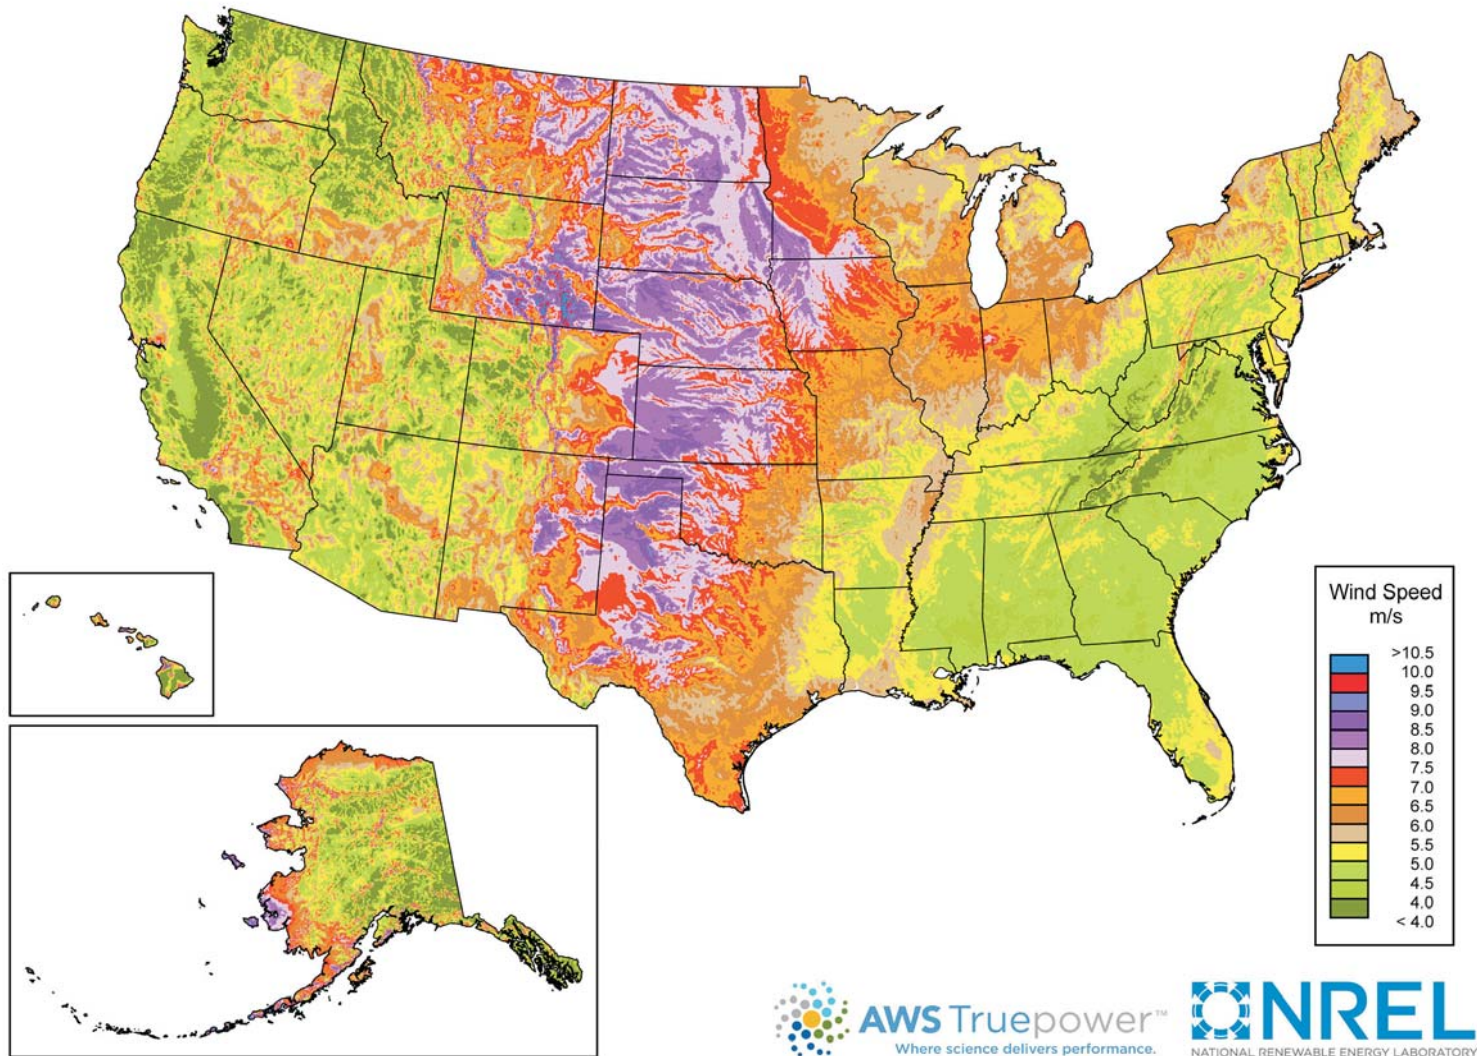 Wind Speed
m/s
>10.5
10.0
9.5
9.0
8.5
8.0
7.5
7.0
6.5
6.0
5.5
5.0
4.5
4.0
< 4.0
AWS Truepower™
Where science delivers performance.
NREL
NATIONAL RENEWABLE ENERGY LABORATORY